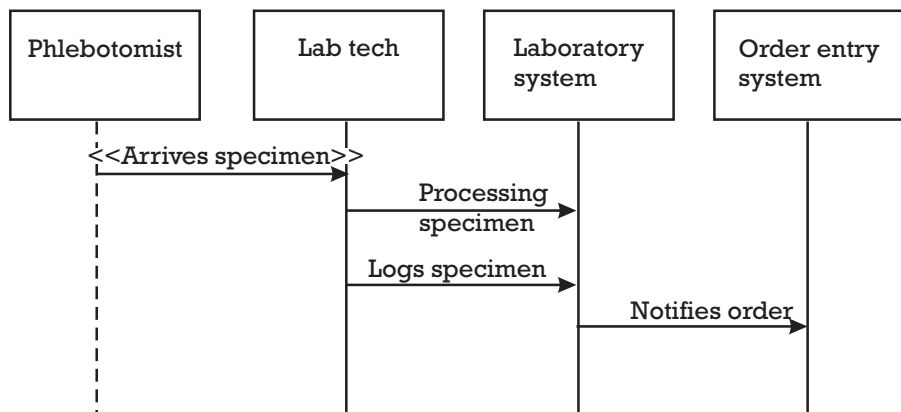 Phlebotomist
Lab tech
Laboratory
system
Order entry
system
<<Arrives specimen>>
Processing
specimen
Logs specimen
Notifies order